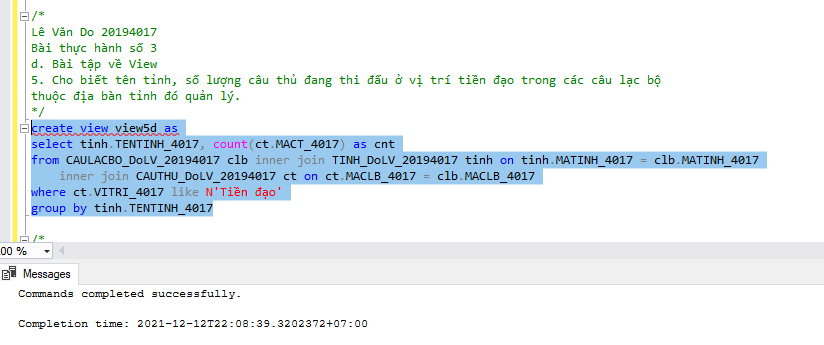 /*
Lê Văn Do 20194017
Bài thực hành số 3
d. Bài tập về View
5. Cho biết tên tỉnh, số lượng câu thủ đang thi đấu ở vị trí tiền đạo trong các câu lạc bộ
thuộc địa bàn tỉnh đó quản lý.
*/
create view view5d as
select tinh.TENTINH_4017, count(ct.MACT_4017) as cnt
from CAULACBO_DoLV_20194017 clb inner join TINH_DoLV_20194017 tinh on tinh.MATINH_4017 = clb.MATINH_4017
inner join CAUTHU_DoLV_20194017 ct on ct.MACLB_4017 = clb.MACLB_4017
where ct.VITRI_4017 like N'Tiền đạo'
group by tinh.TENTINH_4017
/*
00 %
Messages
Commands completed successfully.
Completion time: 2021-12-12T22:08:39.3202372+07:00